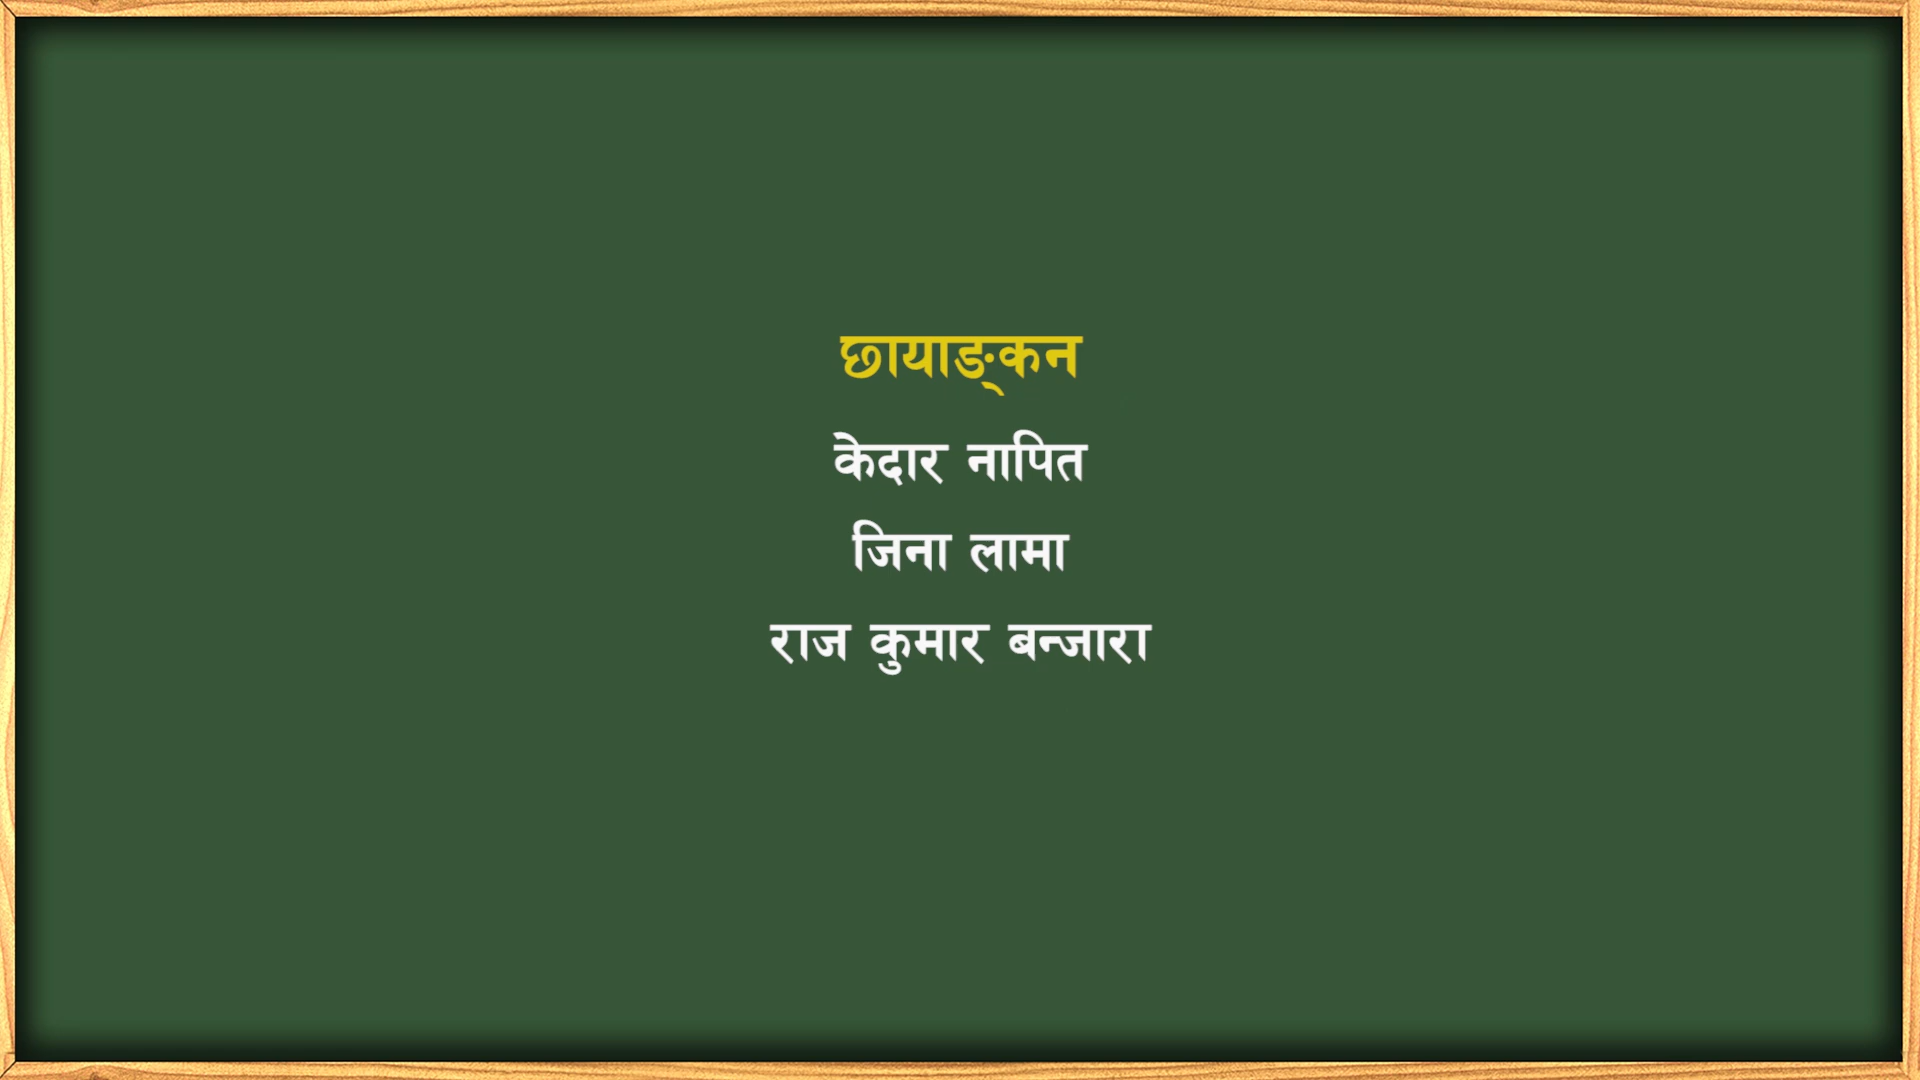 छायाङ्कन
केदार नापित
जिना लामा
राज कुमार बन्जारा